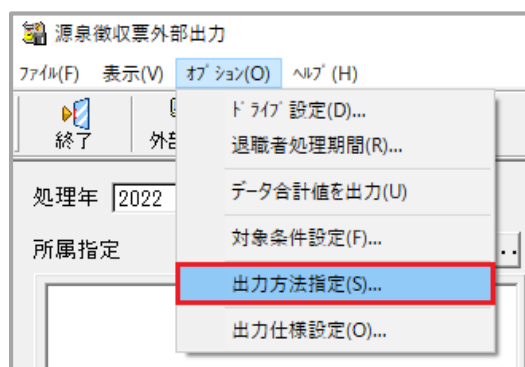 源泉徴収票外部出力
ﾌｧｲﾙ(F) 表示(V) ｵﾌﾟｼｮﾝ(O) ﾍﾙﾌﾟ(H)
ﾄﾞﾗｲﾌﾞ設定(D)...
終了 外部
退職者処理期間(R)...
処理年 2022
データ合計値を出力(U)
対象条件設定(F)...
所属指定 ..
出力方法指定(S)...
出力仕様設定(O)...